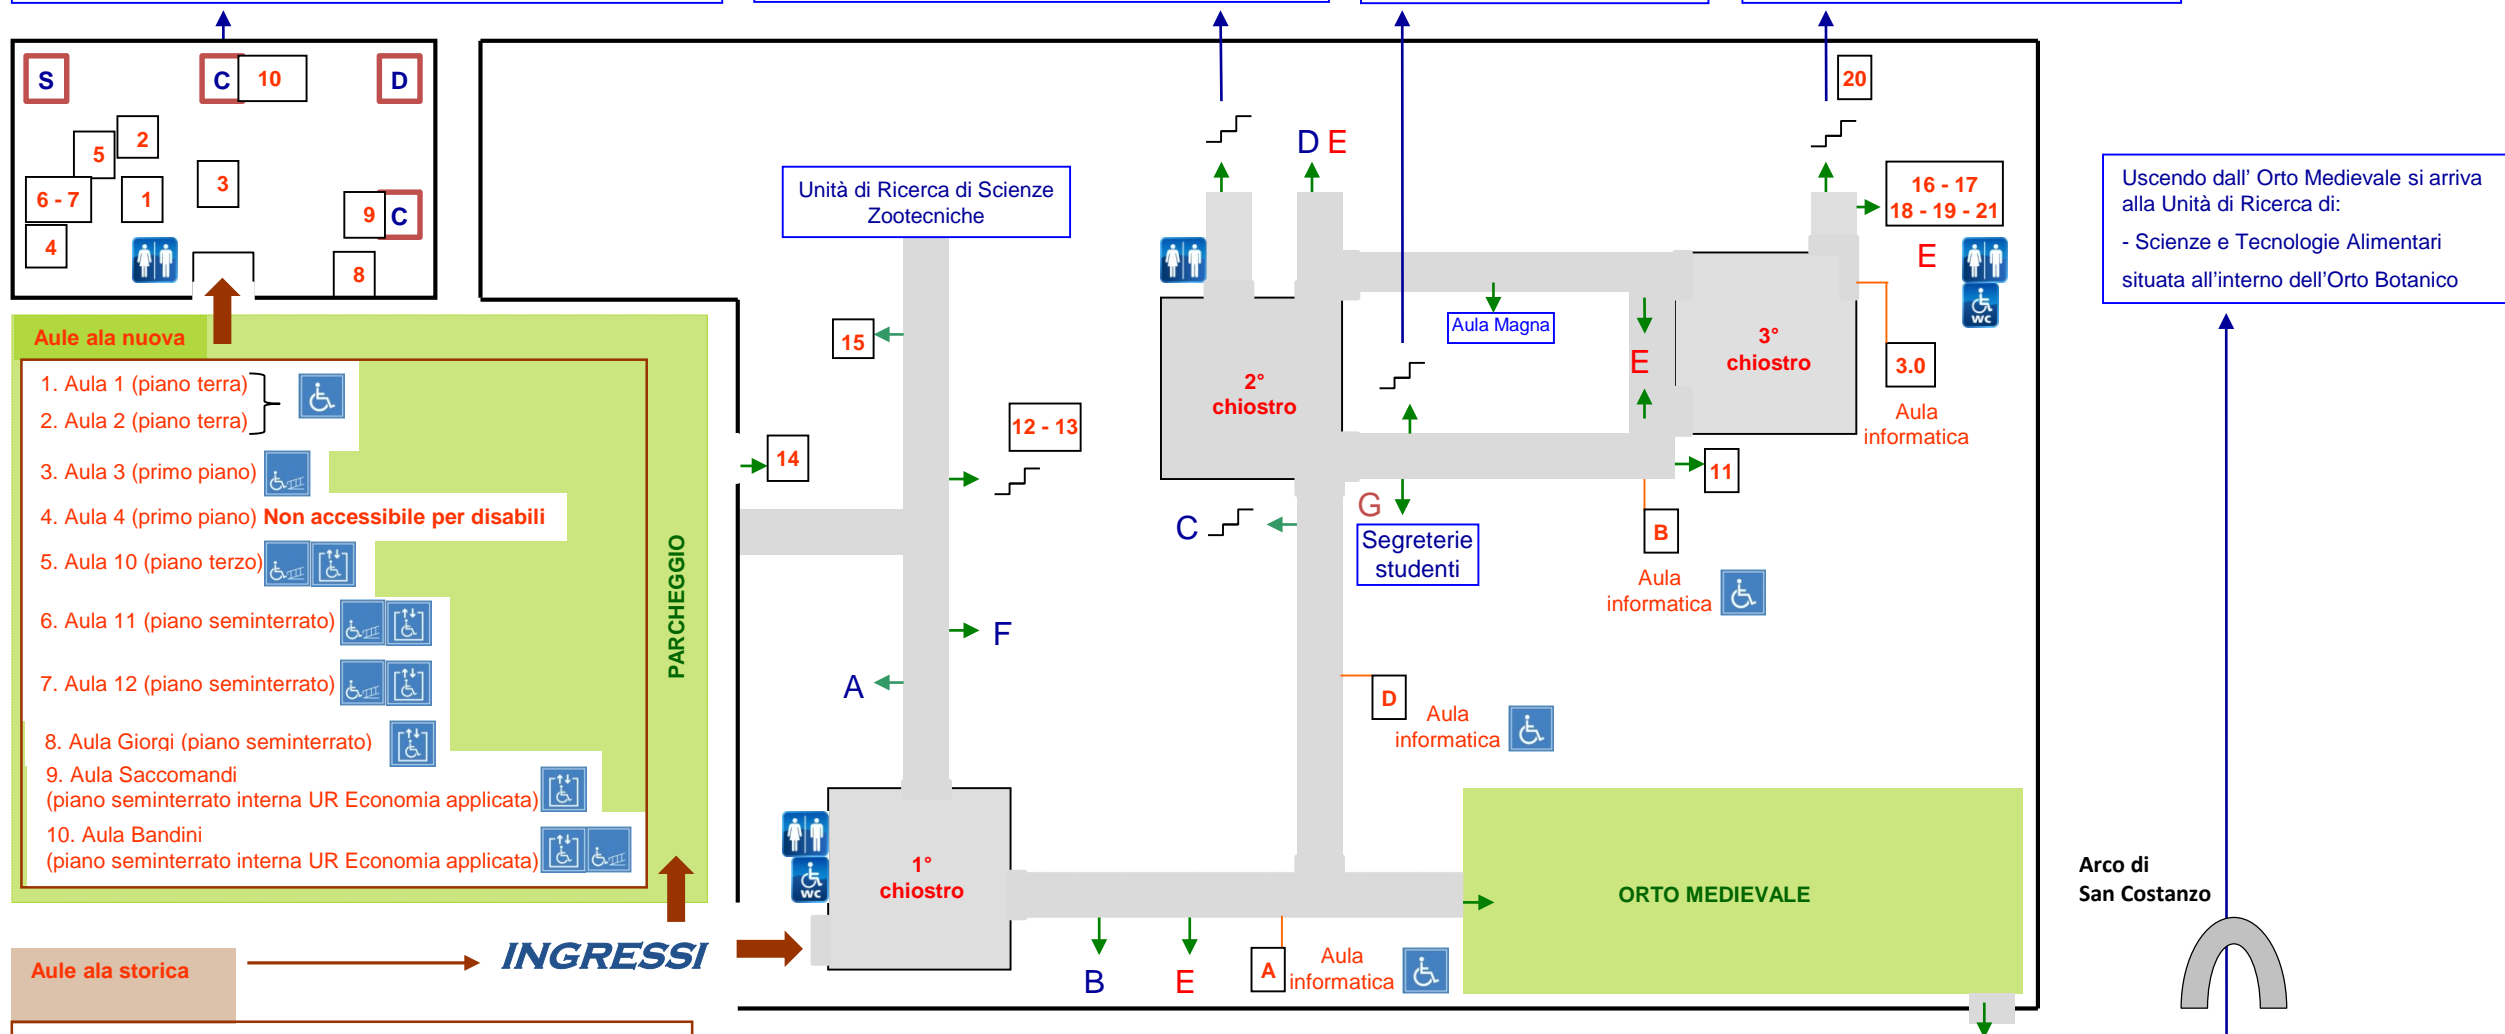 S
C
10
D
2
5
3
6 - 7
1
9
C
4
8
Aule ala nuova
1. Aula 1 (piano terra)
2. Aula 2 (piano terra)
3. Aula 3 (primo piano)
4. Aula 4 (primo piano) Non accessibile per disabili
5. Aula 10 (piano terzo)
6. Aula 11 (piano seminterrato)
7. Aula 12 (piano seminterrato)
8. Aula Giorgi (piano seminterrato)
9. Aula Saccomandi
(piano seminterrato interna UR Economia applicata)
10. Aula Bandini
(piano seminterrato interna UR Economia applicata)
PARCHEGGIO
Aule ala storica
INGRESSI
Unità di Ricerca di Scienze
Zootecniche
15
14
12 - 13
F
A
1°
chiostro
WC
B
E
A
Aula
informatica
D E
2°
chiostro
C
G
Segreterie
studenti
Aula Magna
E
3°
chiostro
20
16 - 17
18 - 19 - 21
E
WC
3.0
Aula
informatica
11
B
Aula
informatica
D
Aula
informatica
ORTO MEDIEVALE
Uscendo dall' Orto Medievale si arriva
alla Unità di Ricerca di:
- Scienze e Tecnologie Alimentari
situata all'interno dell'Orto Botanico
Arco di
San Costanzo